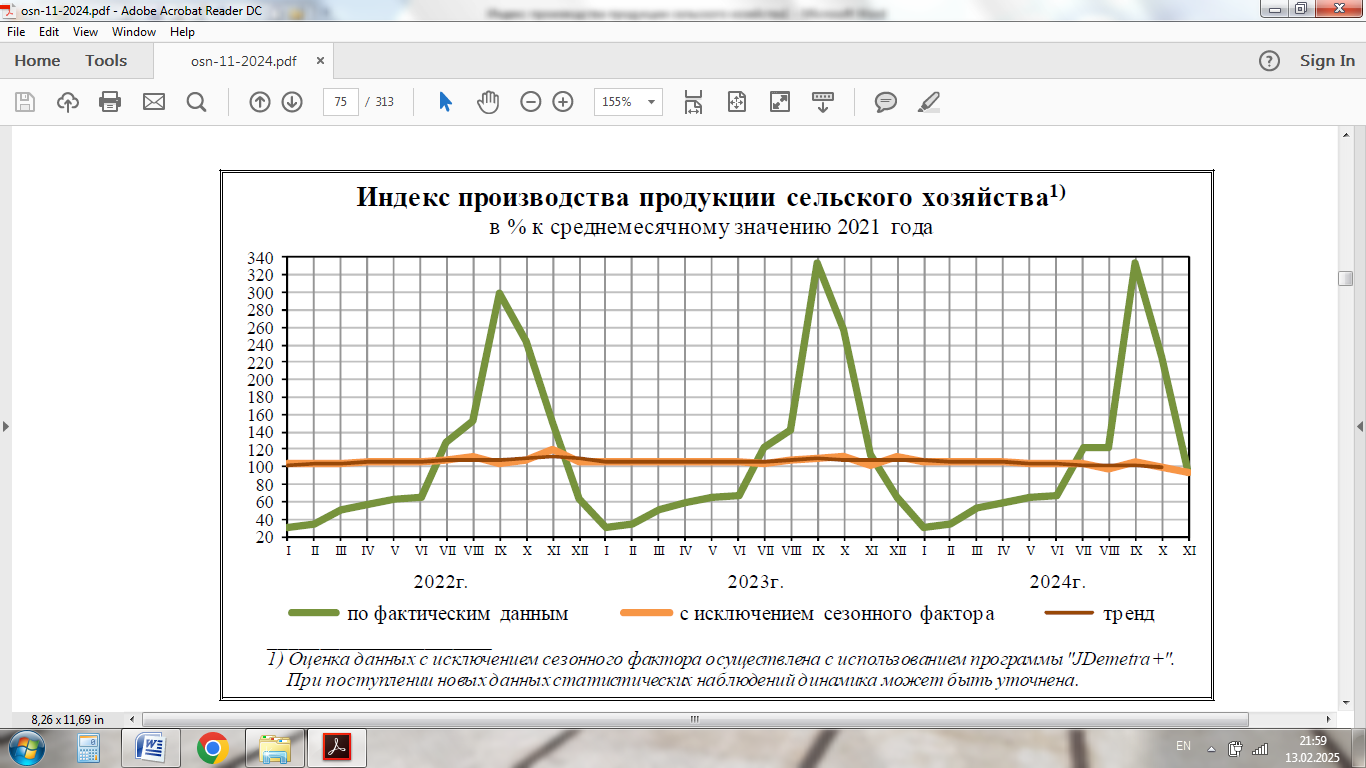 osn-11-2024.pdf - Adobe Acrobat Reader DC
File Edit View Window Help
Home Tools osn-11-2024.pdf × ? Sign In
75 / 313 155%
Индекс производства продукции сельского хозяйства1)
в % к среднемесячному значению 2021 года
340
320
300
280
260
240
220
200
180
160
140
120
100
80
60
40
20
I II III IV V VI VII VIII IX X XI XII I II III IV V VI VII VIII IX X XI XII I II III IV V VI VII VIII IX X XI
2022г. 2023г. 2024г.
по фактическим данным с исключением сезонного фактора тренд
1) Оценка данных с исключением сезонного фактора осуществлена с использованием программы "JDemetra+".
При поступлении новых данных статистических наблюдений динамика может быть уточнена.
8,26 x 11,69 in
EN 21:59
13.02.2025